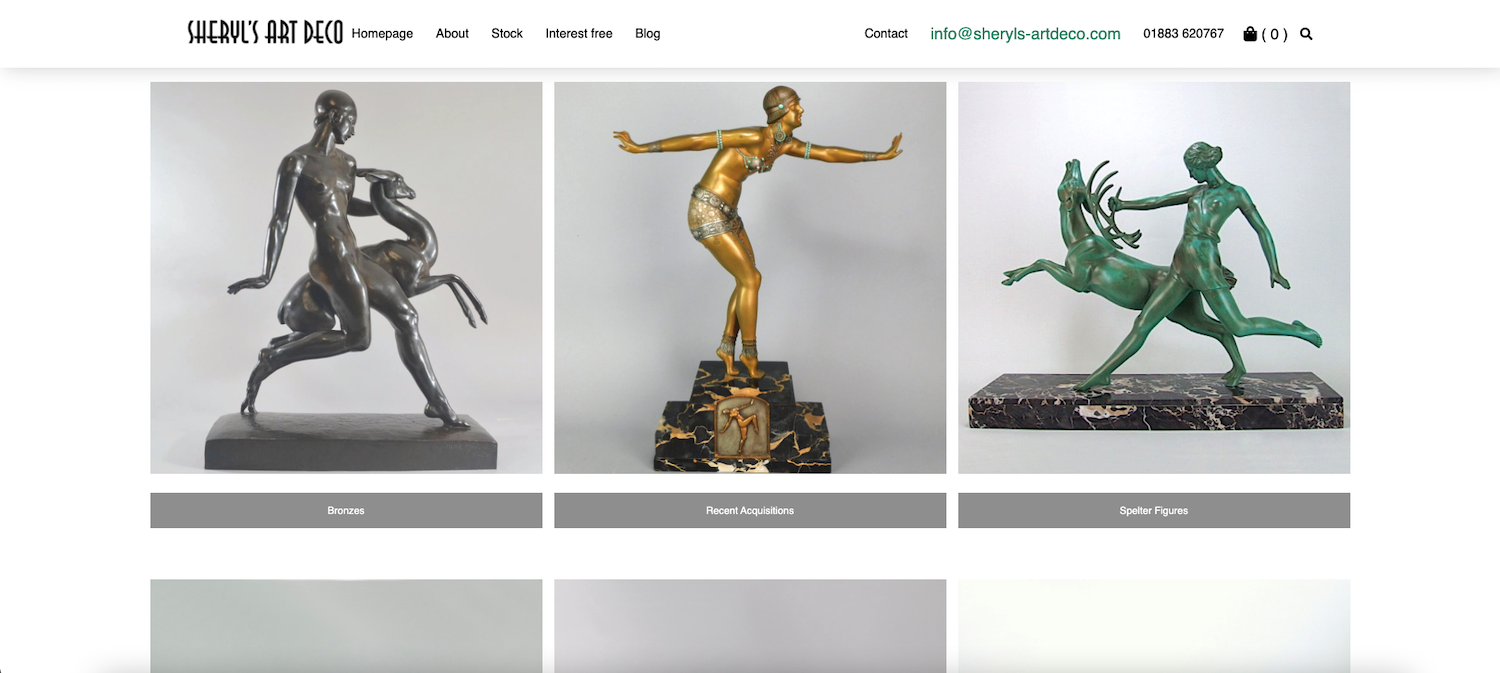 SHERYL'S ART DECO Homepage About Stock Interest free Blog Contact info@sheryls-artdeco.com 01883 620767 ( 0 )
Bronzes Recent Acquisitions Spelter Figures